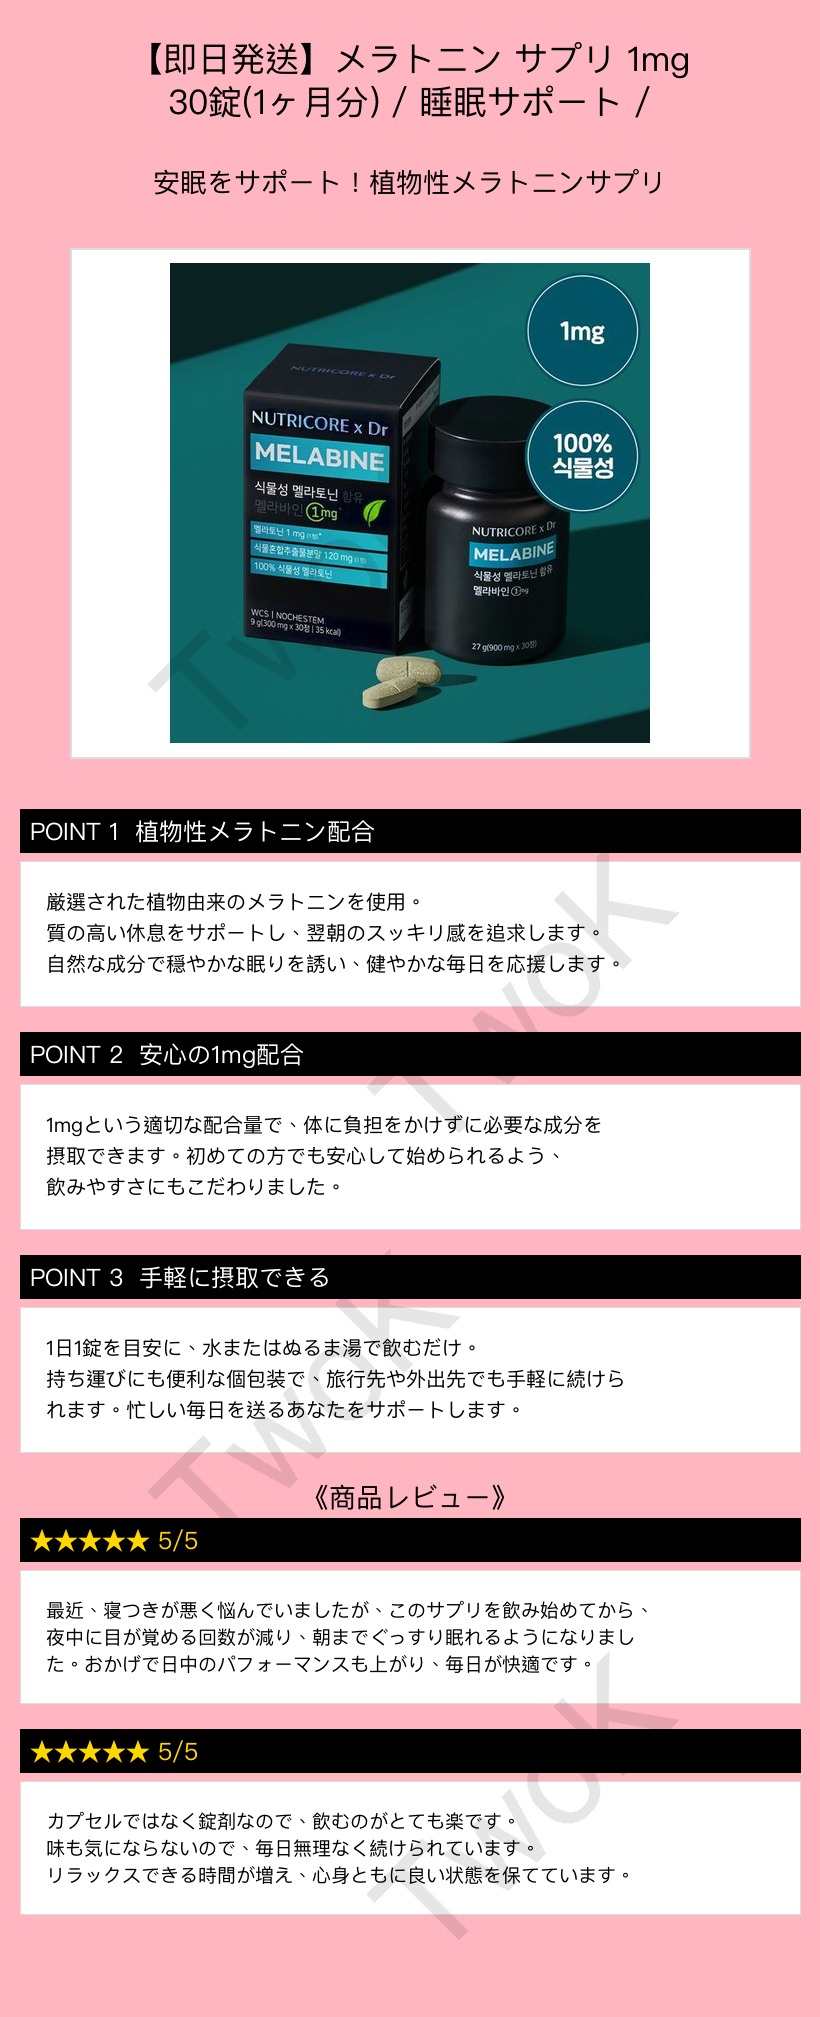 【即日発送】メラトニン サプリ 1mg
30錠(1ヶ月分) / 睡眠サポート /
安眠をサポート！植物性メラトニンサプリ
1mg
100%
식물성
NUTRICORE x Dr
NUTRICORE x Dr
MELABINE
식물성 멜라토닌 함유
멜라바인 1mg*
멜라토닌 1 mg (1정)*
식물혼합추출물분말 120 mg (1정)
100% 식물성 멜라토닌
WCS | NOCHESTEM
9 g(300 mg x 30정 | 35 kcal)
NUTRICORE x Dr
MELABINE
식물성 멜라토닌 함유
멜라바인 1mg
27 g(900 mg x 30정)
POINT 1 植物性メラトニン配合
厳選された植物由来のメラトニンを使用。
質の高い休息をサポートし、翌朝のスッキリ感を追求します。
自然な成分で穏やかな眠りを誘い、健やかな毎日を応援します。
POINT 2 安心の1mg配合
1mgという適切な配合量で、体に負担をかけずに必要な成分を
摂取できます。初めての方でも安心して始められるよう、
飲みやすさにもこだわりました。
POINT 3 手軽に摂取できる
1日1錠を目安に、水またはぬるま湯で飲むだけ。
持ち運びにも便利な個包装で、旅行先や外出先でも手軽に続けら
れます。忙しい毎日を送るあなたをサポートします。
《商品レビュー》
★★★★★ 5/5
最近、寝つきが悪く悩んでいましたが、このサプリを飲み始めてから、
夜中に目が覚める回数が減り、朝までぐっすり眠れるようになりまし
た。おかげで日中のパフォーマンスも上がり、毎日が快適です。
★★★★★ 5/5
カプセルではなく錠剤なので、飲むのがとても楽です。
味も気にならないので、毎日無理なく続けられています。
リラックスできる時間が増え、心身ともに良い状態を保てています。
TwoK
TwoK
TwoK
TwoK